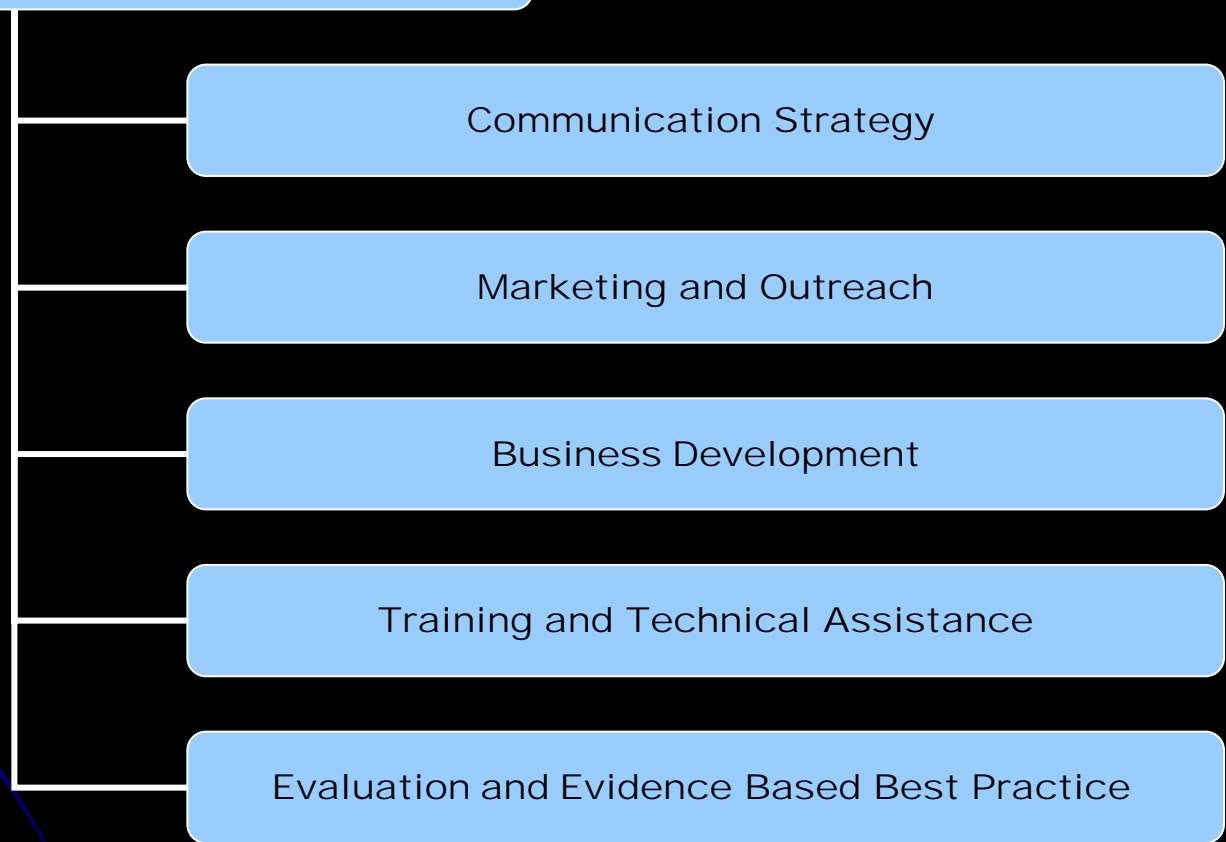 Communication Strategy
Marketing and Outreach
Business Development
Training and Technical Assistance
Evaluation and Evidence Based Best Practice